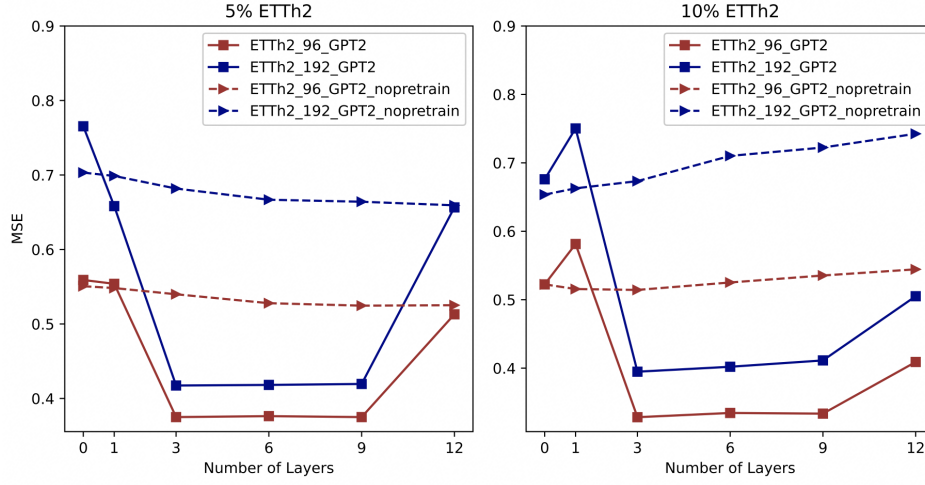 5% ETTh2
0.9
0.8
0.7
0.6
0.5
0.4
MSE
ETTh2_96_GPT2
ETTh2_192_GPT2
ETTh2_96_GPT2_nopretrain
ETTh2_192_GPT2_nopretrain
0 1 3 6 9 12
Number of Layers
10% ETTh2
0.9
0.8
0.7
0.6
0.5
0.4
ETTh2_96_GPT2
ETTh2_192_GPT2
ETTh2_96_GPT2_nopretrain
ETTh2_192_GPT2_nopretrain
0 1 3 6 9 12
Number of Layers